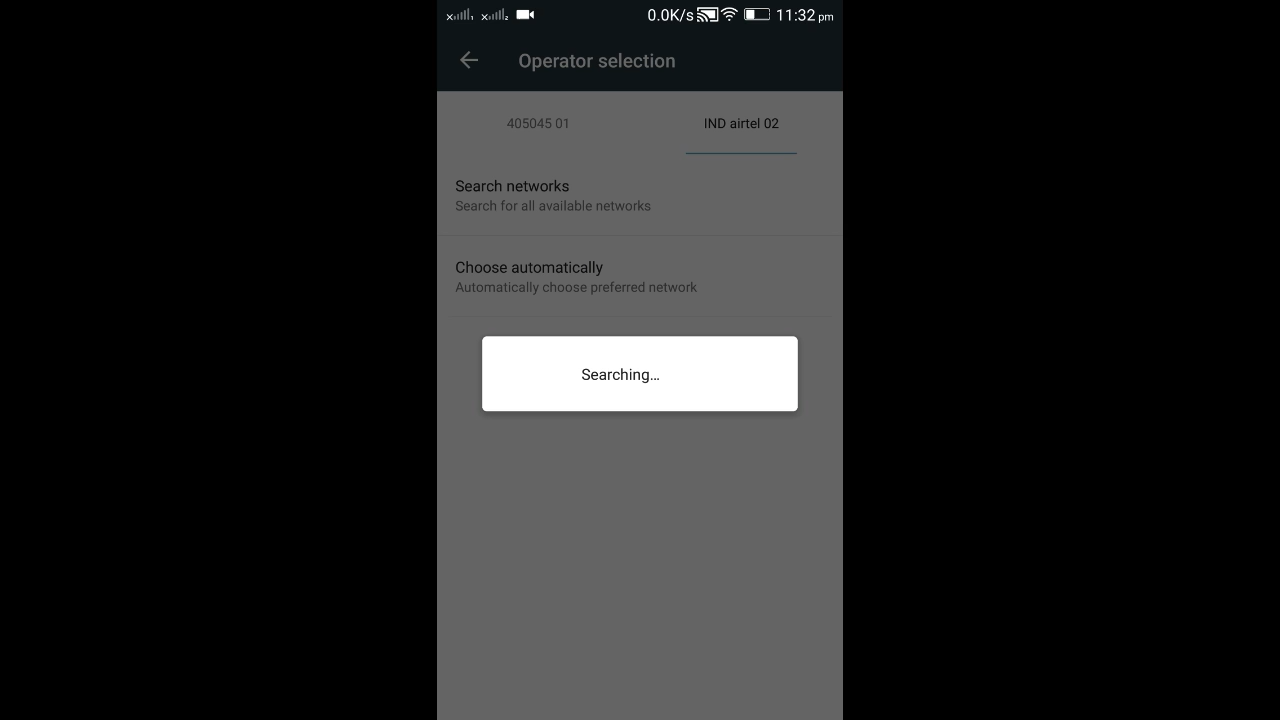 0.0K/s 11:32 pm
Operator selection
405045 01 IND airtel 02
Search networks
Search for all available networks
Choose automatically
Automatically choose preferred network
Searching...